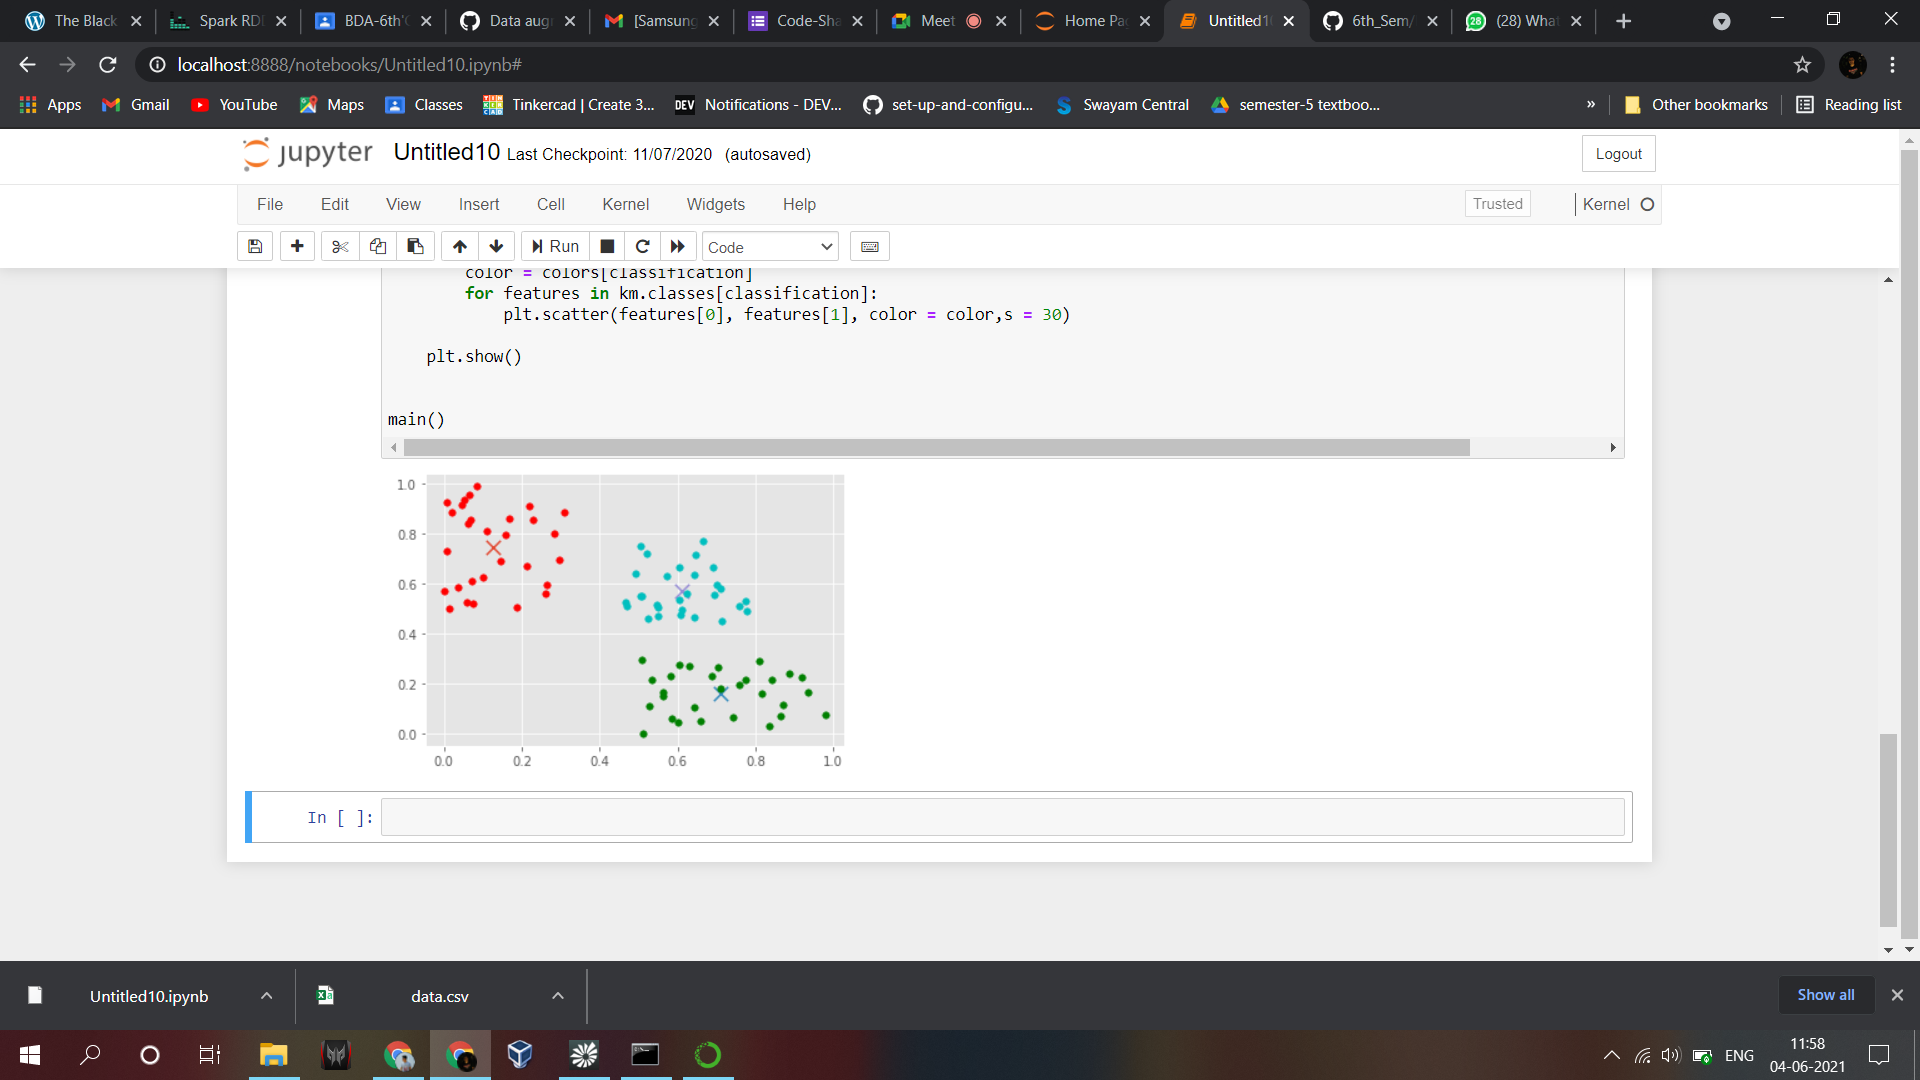 The Black
Spark RDI
BDA-6th'(
Data aug
[Samsung
Code-Sha
Meet
Home Pa
Untitled1
6th_Sem/
(28) What
localhost:8888/notebooks/Untitled10.ipynb#
Apps
Gmail
YouTube
Maps
Classes
Tinkercad | Create 3...
DEV
Notifications - DEV...
set-up-and-configu...
Swayam Central
semester-5 textboo...
»
Other bookmarks
Reading list
jupyter
Untitled10 Last Checkpoint: 11/07/2020 (autosaved)
Logout
File
Edit
View
Insert
Cell
Kernel
Widgets
Help
Trusted
Kernel
Run
Code
color = colors[classification]
for features in km.classes[classification]:
plt.scatter(features[0], features[1], color = color,s = 30)
plt.show()
main()
1.0
0.8
0.6
0.4
0.2
0.0
0.0 0.2 0.4 0.6 0.8 1.0
In [ ]:
Untitled10.ipynb
data.csv
Show all
ENG
11:58
04-06-2021